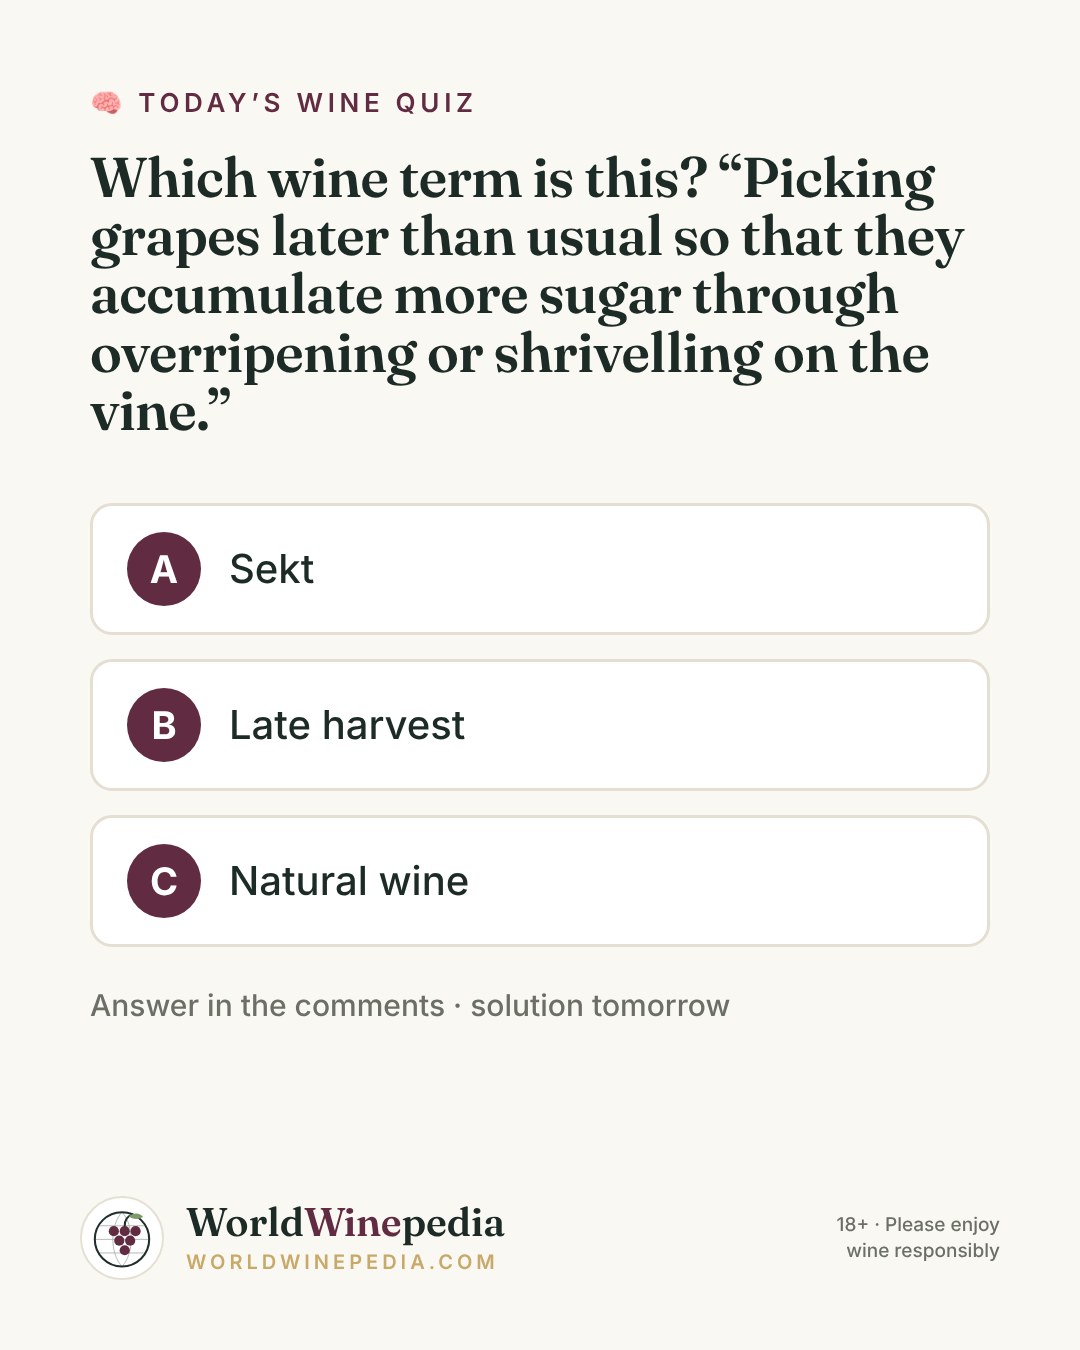 🧠 TODAY’S WINE QUIZ
Which wine term is this? “Picking
grapes later than usual so that they
accumulate more sugar through
overripening or shrivelling on the
vine.”
A Sekt
B Late harvest
C Natural wine
Answer in the comments · solution tomorrow
WorldWinepedia
WORLDWINEPEDIA.COM
18+ · Please enjoy
wine responsibly